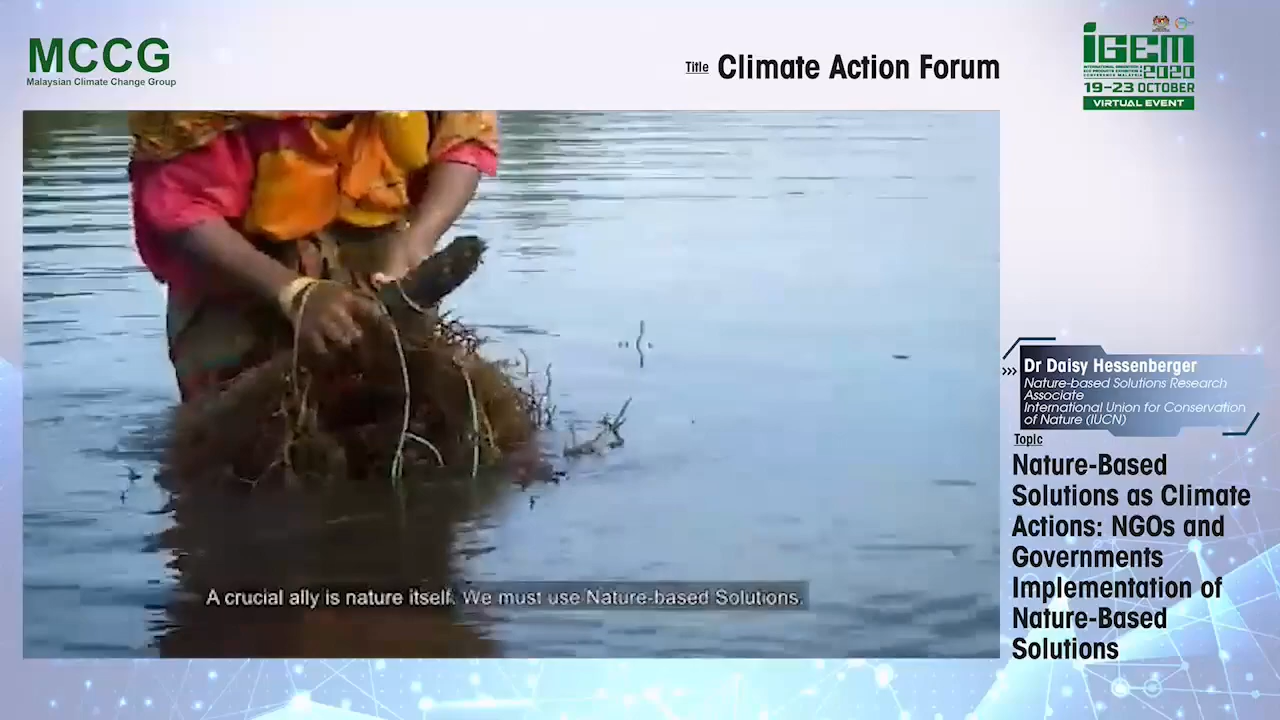 MCCG
Malaysian Climate Change Group
Title Climate Action Forum
iGEM
2020
19-23 OCTOBER
VIRTUAL EVENT
A crucial ally is nature itself. We must use Nature-based Solutions.
Dr Daisy Hessenberger
Nature-based Solutions Research
Associate
International Union for Conservation
of Nature (IUCN)
Topic
Nature-Based
Solutions as Climate
Actions: NGOs and
Governments
Implementation of
Nature-Based
Solutions